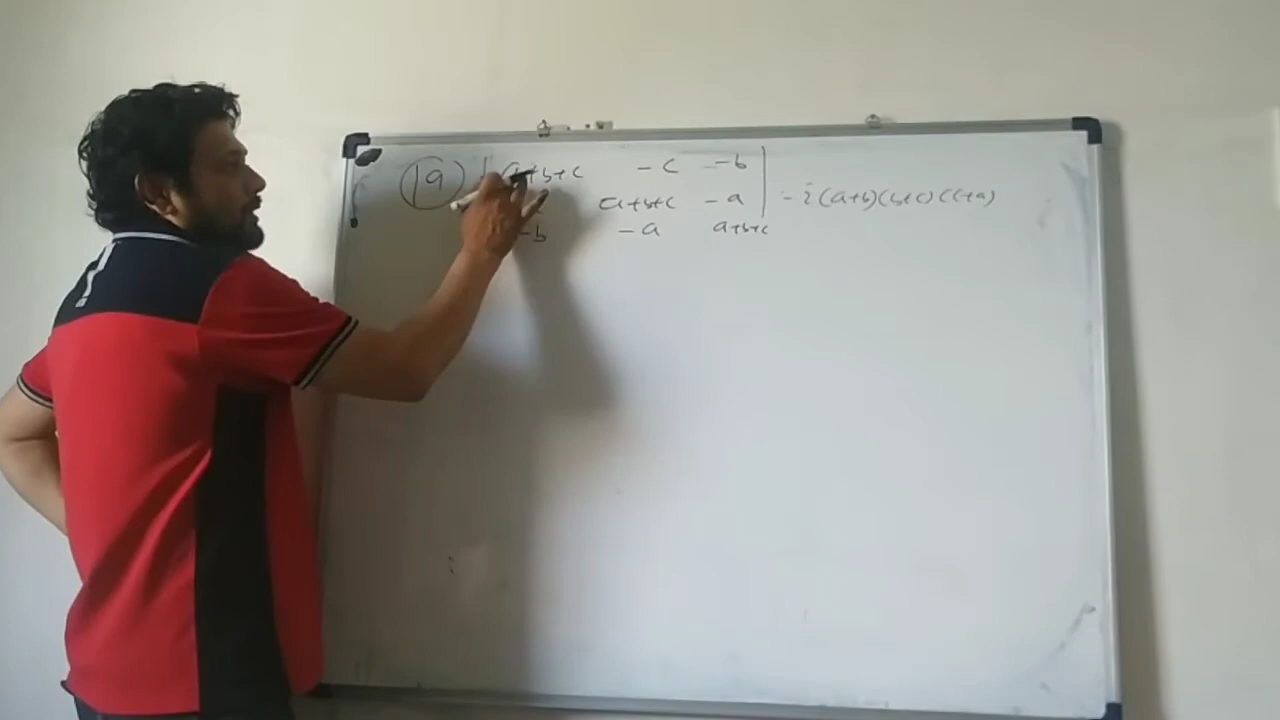 19 a+b+c -c -b
a+b+c -a = 2(a+b)(b+c)(c+a)
-b -a a+b+c